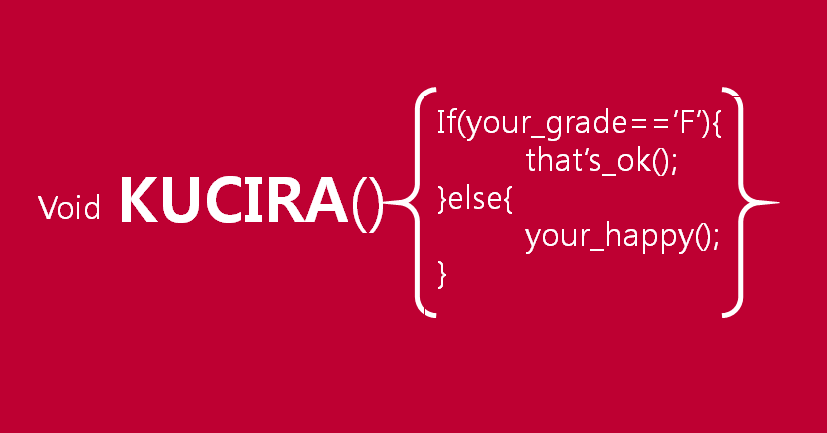 Void KUCIRA(){
If(your_grade=='F'){
that's_ok();
}else{
your_happy();
}
}